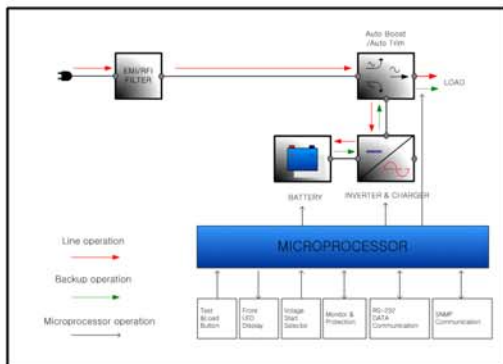 Auto Boost
/Auto Trim
EMI/RFI
FILTER
LOAD
BATTERY
INVERTER & CHARGER
MICROPROCESSOR
Line operation
Backup operation
Microprocessor operation
Test
Button
Front
LED
Display
Voltage
Start
Selector
Monitor &
Protection
RS-232
DATA
Communication
SNMP
Communication